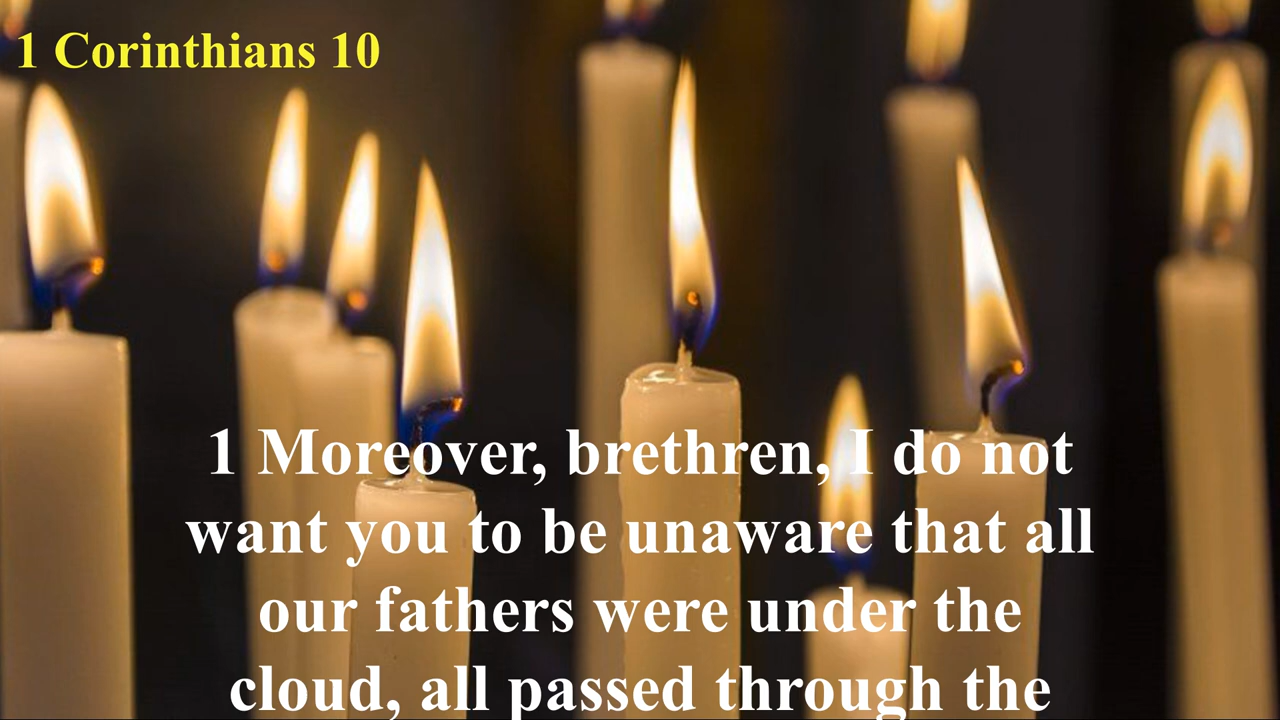 1 Corinthians 10
1 Moreover, brethren, I do not
want you to be unaware that all
our fathers were under the
cloud, all passed through the